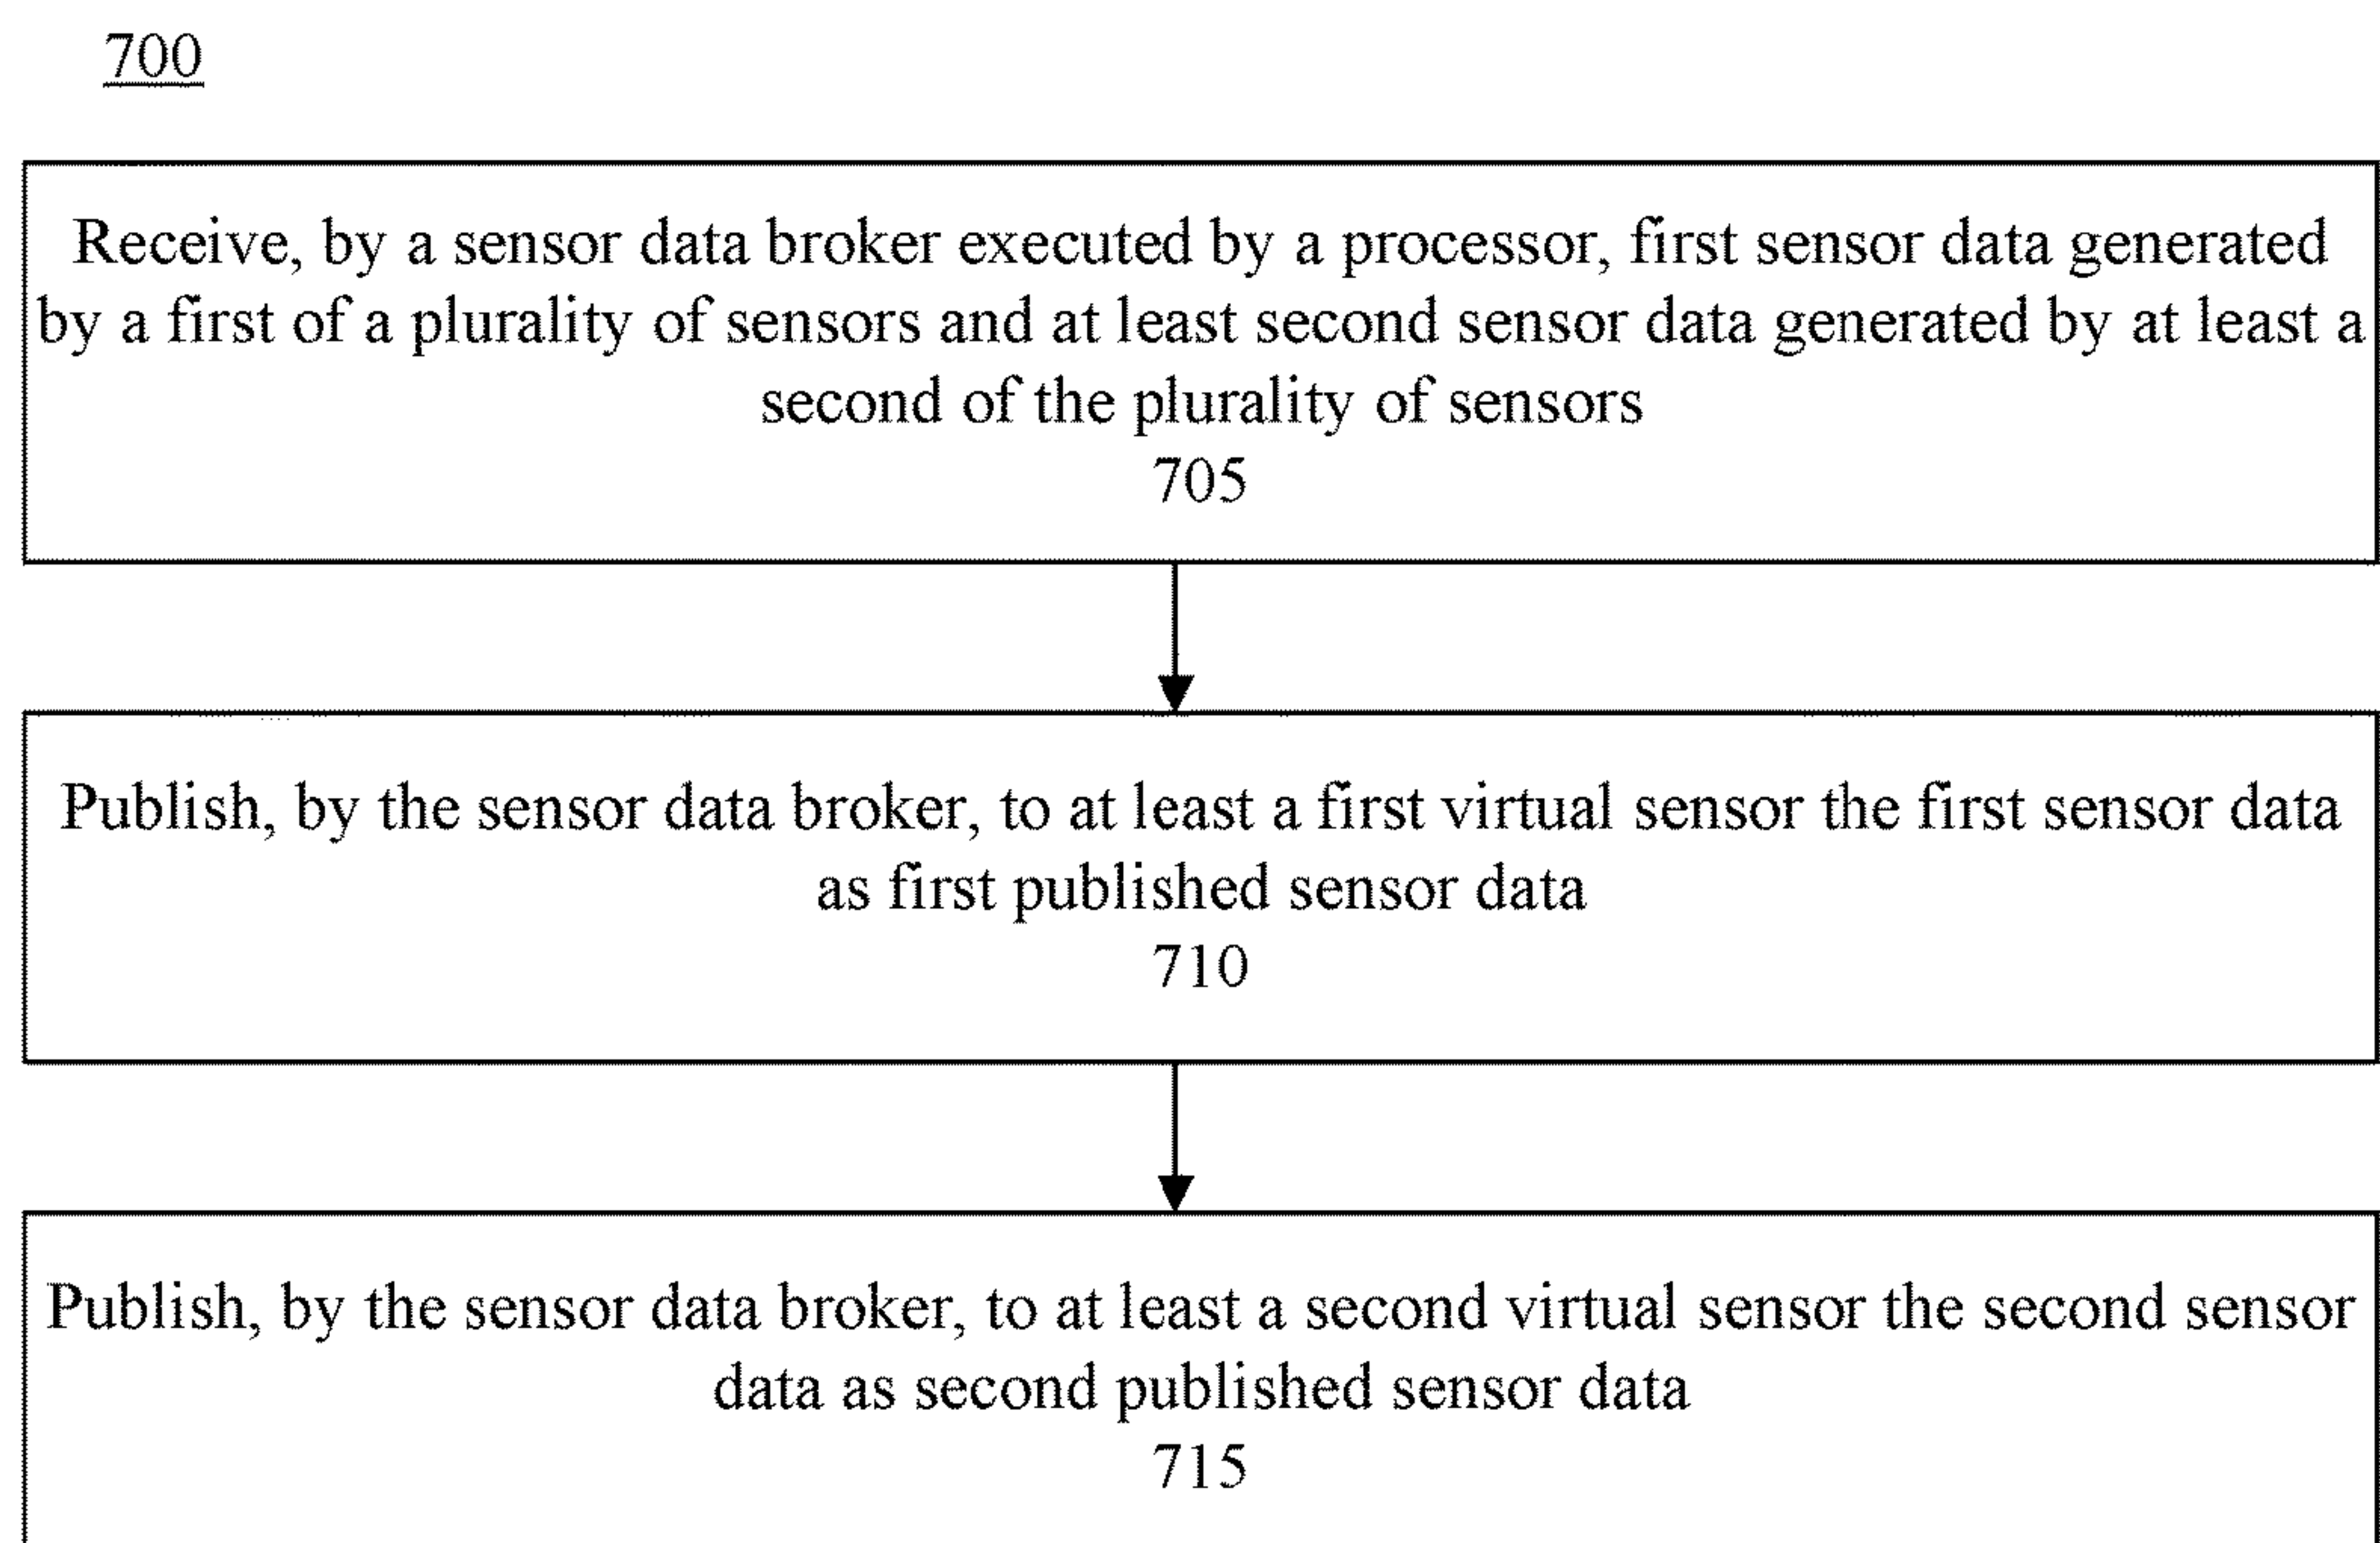 700
Receive, by a sensor data broker executed by a processor, first sensor data generated
by a first of a plurality of sensors and at least second sensor data generated by at least a
second of the plurality of sensors
705
Publish, by the sensor data broker, to at least a first virtual sensor the first sensor data
as first published sensor data
710
Publish, by the sensor data broker, to at least a second virtual sensor the second sensor
data as second published sensor data
715